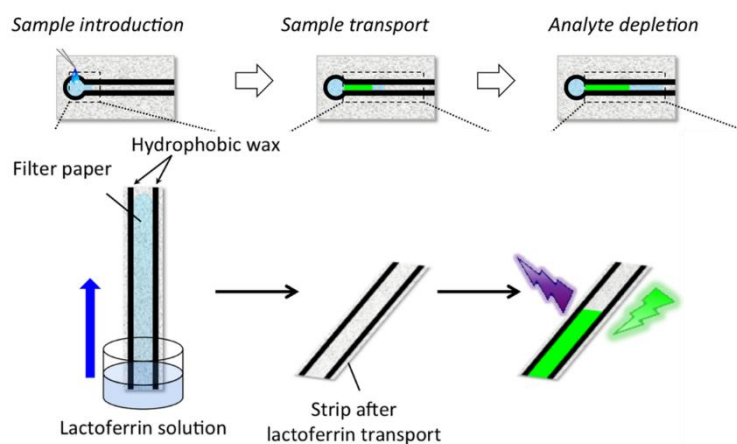 Sample introduction
Sample transport
Analyte depletion
Hydrophobic wax
Filter paper
Lactoferrin solution
Strip after
lactoferrin transport